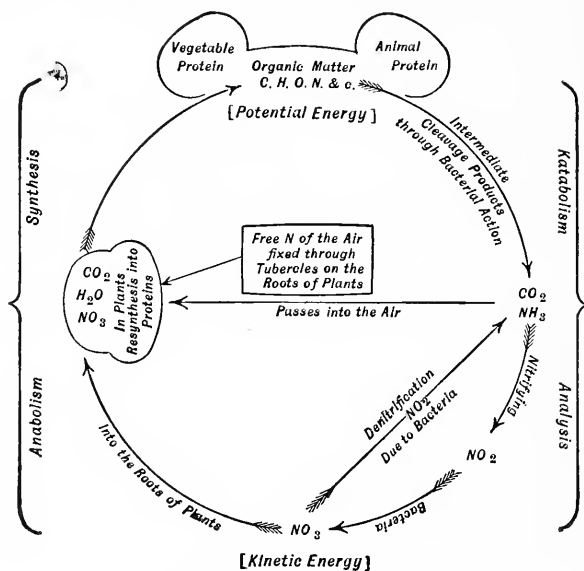 Vegetable
Protein
Organic Matter
C. H. O. N. & c.
Animal
Protein
[Potential Energy]
Intermediate
Cleavage Products
through Bacterial Action
Synthesis
Katabolism
Free N of the Air
fixed through
Tuberoles on the
Roots of Plants
CO2
H2O
NO3
In Plants
Resynthesis into
Proteins
Passes into the Air
CO2
NH3
Nitrifying
Denitrification
NO2
Due to Bacteria
Anabolism
Analysis
Into the Roots of Plants
NO2
Bacteria
NO3
[Kinetic Energy]